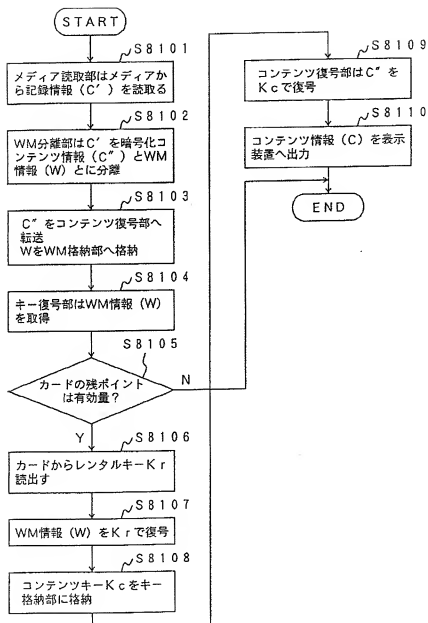 START
S8101
メディア読取部はメディアか
ら記録情報（C′）を読取る
S8102
WM分離部はC′を暗号化コ
ンテンツ情報（C″）とWM
情報（W）とに分離
S8103
C″をコンテンツ復号部へ
転送
WをWM格納部へ格納
S8104
キー復号部はWM情報（W）
を取得
S8105
カードの残ポイント
は有効量？
N
Y
S8106
カードからレンタルキーKr
読出す
S8107
WM情報（W）をKrで復号
S8108
コンテンツキーKcをキー
格納部に格納
S8109
コンテンツ復号部はC″を
Kcで復号
S8110
コンテンツ情報（C）を表示
装置へ出力
END